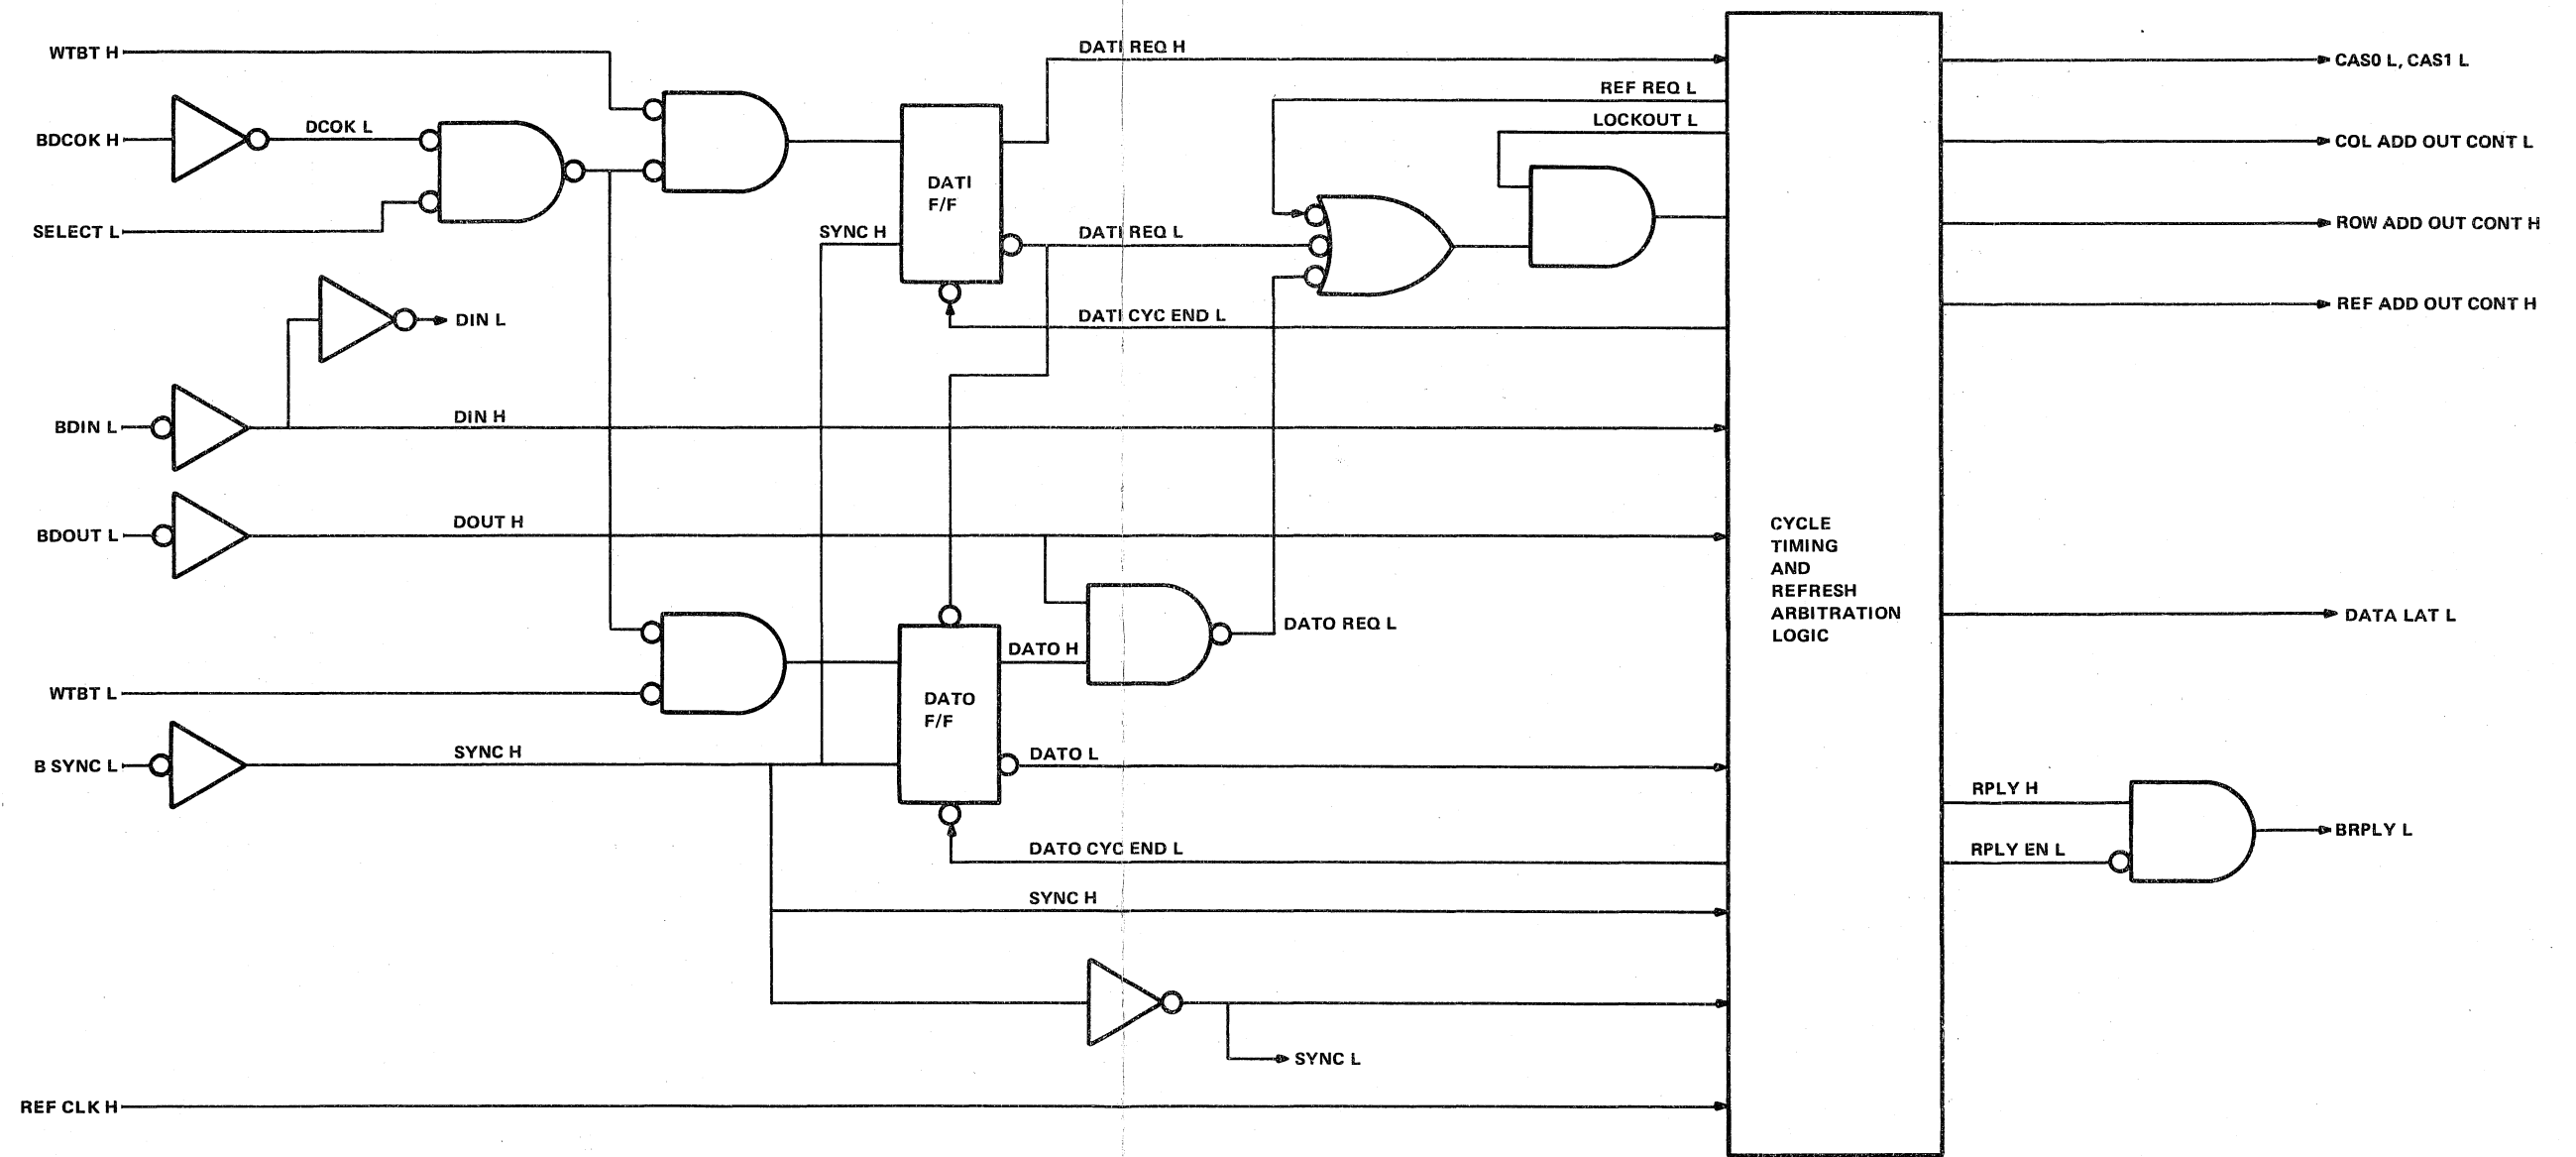 WTBT H
BDCOK H
DCOK L
SELECT L
DIN L
BDIN L
DIN H
BDOUT L
DOUT H
WTBT L
B SYNC L
SYNC H
REF CLK H
SYNC H
DATI
F/F
DATI REQ H
DATI REQ L
DATI CYC END L
REF REQ L
LOCKOUT L
DATO
F/F
DATO H
DATO REQ L
DATO L
DATO CYC END L
SYNC H
SYNC L
CYCLE
TIMING
AND
REFRESH
ARBITRATION
LOGIC
CAS0 L, CAS1 L
COL ADD OUT CONT L
ROW ADD OUT CONT H
REF ADD OUT CONT H
DATA LAT L
RPLY H
RPLY EN L
BRPLY L